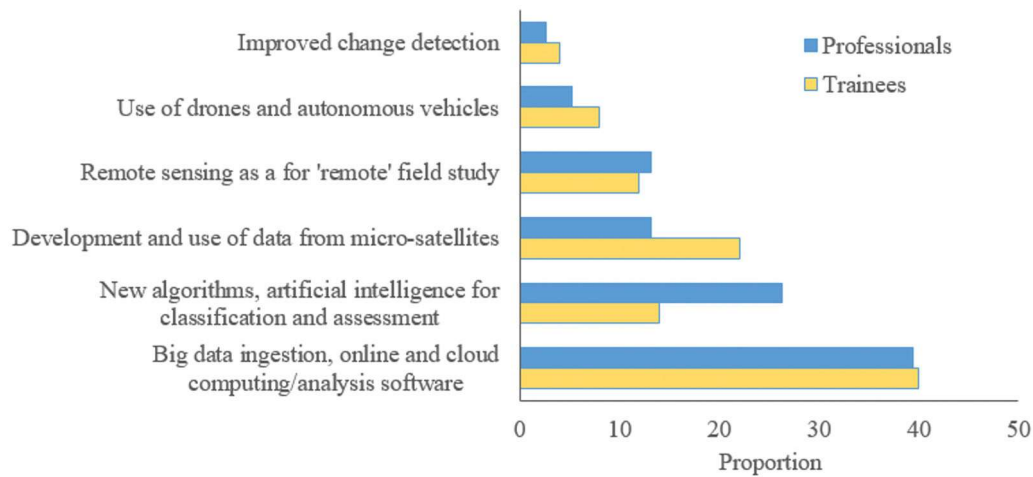 Improved change detection
Professionals
Trainees
Use of drones and autonomous vehicles
Remote sensing as a for 'remote' field study
Development and use of data from micro-satellites
New algorithms, artificial intelligence for
classification and assessment
Big data ingestion, online and cloud
computing/analysis software
0 10 20 30 40 50
Proportion